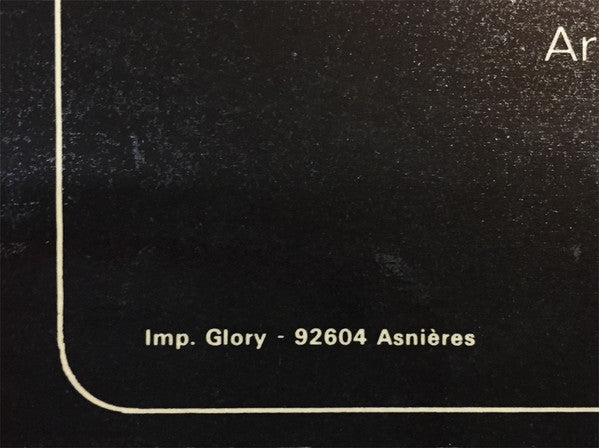 Ar
Imp. Glory - 92604 Asnières